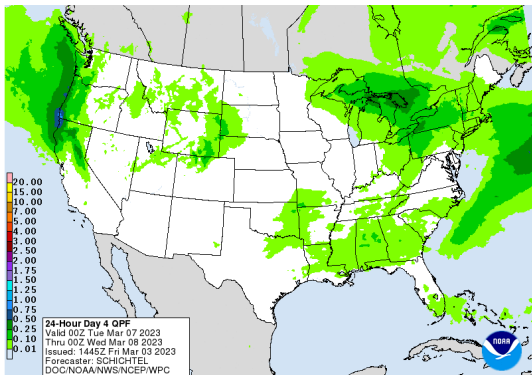 20.00
15.00
10.00
7.00
5.00
4.00
3.00
2.50
2.00
1.75
1.50
1.25
1.00
0.75
0.50
0.25
0.10
0.01
24-Hour Day 4 QPF
Valid 00Z Tue Mar 07 2023
Thru 00Z Wed Mar 08 2023
Issued: 1445Z Fri Mar 03 2023
Forecaster: SCHICHTEL
DOC/NOAA/NWS/NCEP/WPC
NOAA